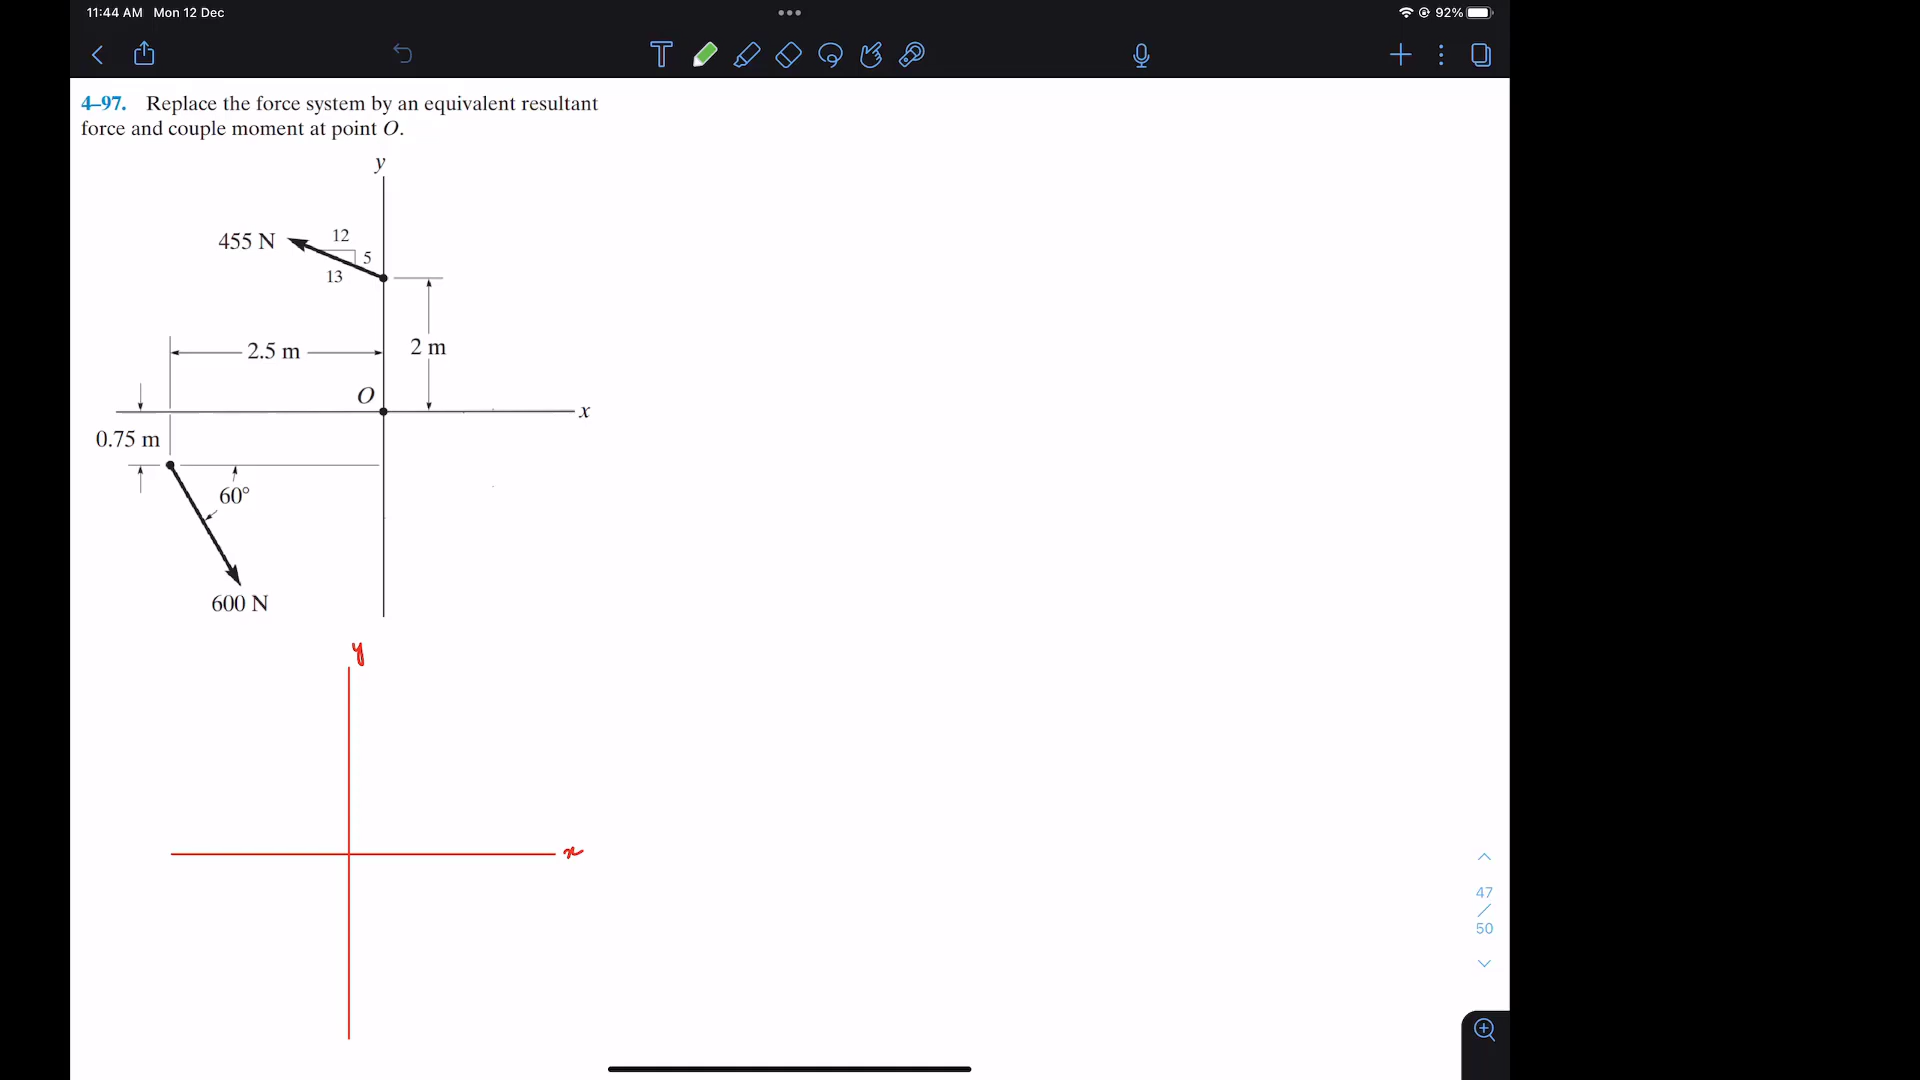 11:44 AM Mon 12 Dec
92%
T
4–97. Replace the force system by an equivalent resultant
force and couple moment at point O.
y
455 N
12
5
13
2.5 m
2 m
O
x
0.75 m
60°
600 N
y
x
47
/
50